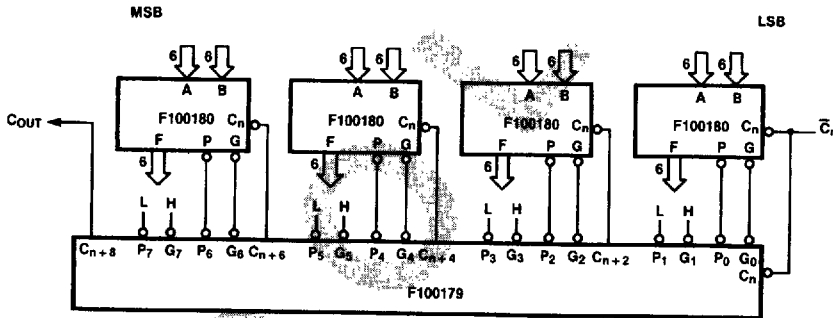 MSB LSB
6 6 6 6 6 6 6 6
A B A B A B A B
F100180 Cn F100180 Cn F100180 Cn F100180 Cn
COUT
F P G F P G F P G F P G
6 6 6 6
L H L H L H L H
Cn+8 P7 G7 P6 G6 Cn+6 P5 G5 P4 G4 Cn+4 P3 G3 P2 G2 Cn+2 P1 G1 P0 G0
Cn
F100179